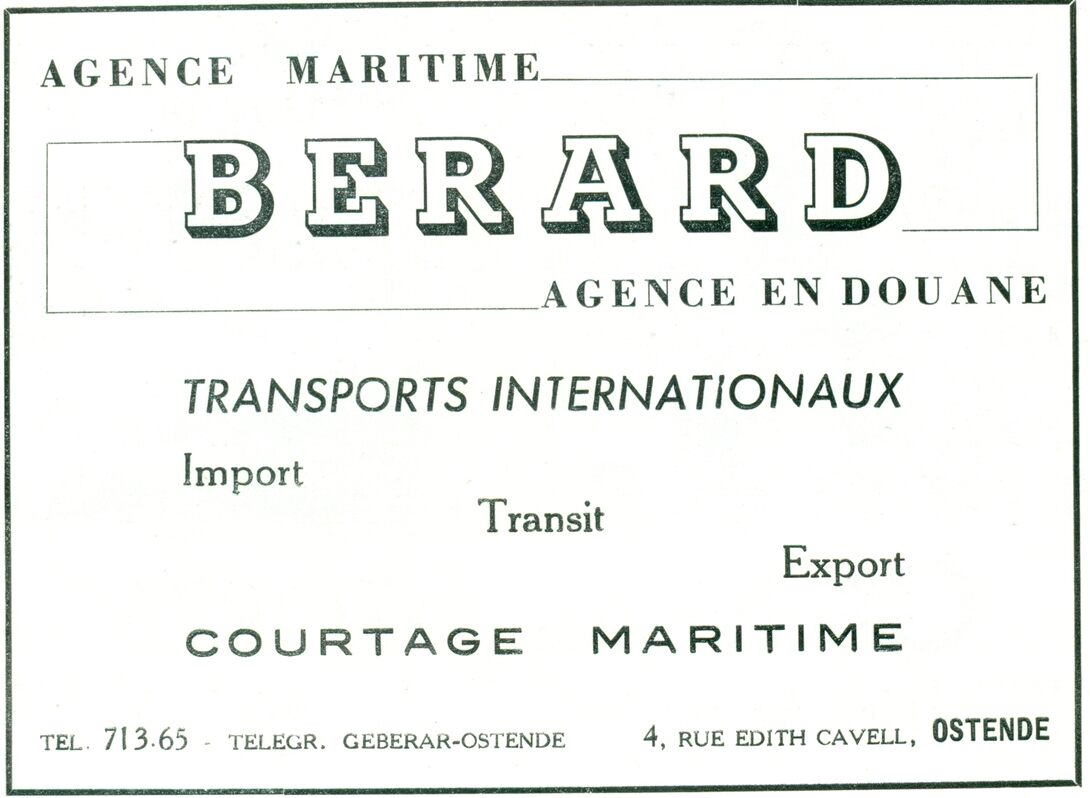 AGENCE MARITIME
BERARD
AGENCE EN DOUANE
TRANSPORTS INTERNATIONAUX
Import
Transit
Export
COURTAGE MARITIME
TEL. 713.65 - TELEGR. GEBERAR-OSTENDE 4, RUE EDITH CAVELL, OSTENDE